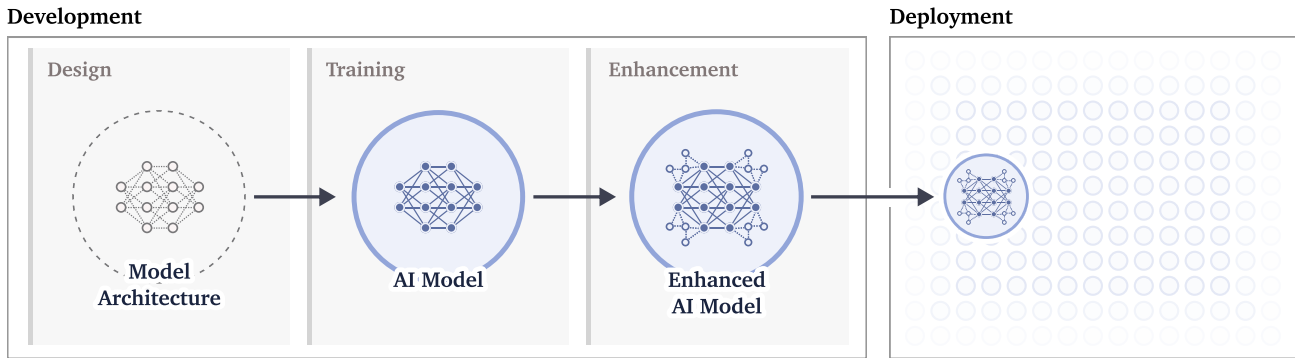 Development
Deployment
Design
Training
Enhancement
Model
Architecture
AI Model
Enhanced
AI Model